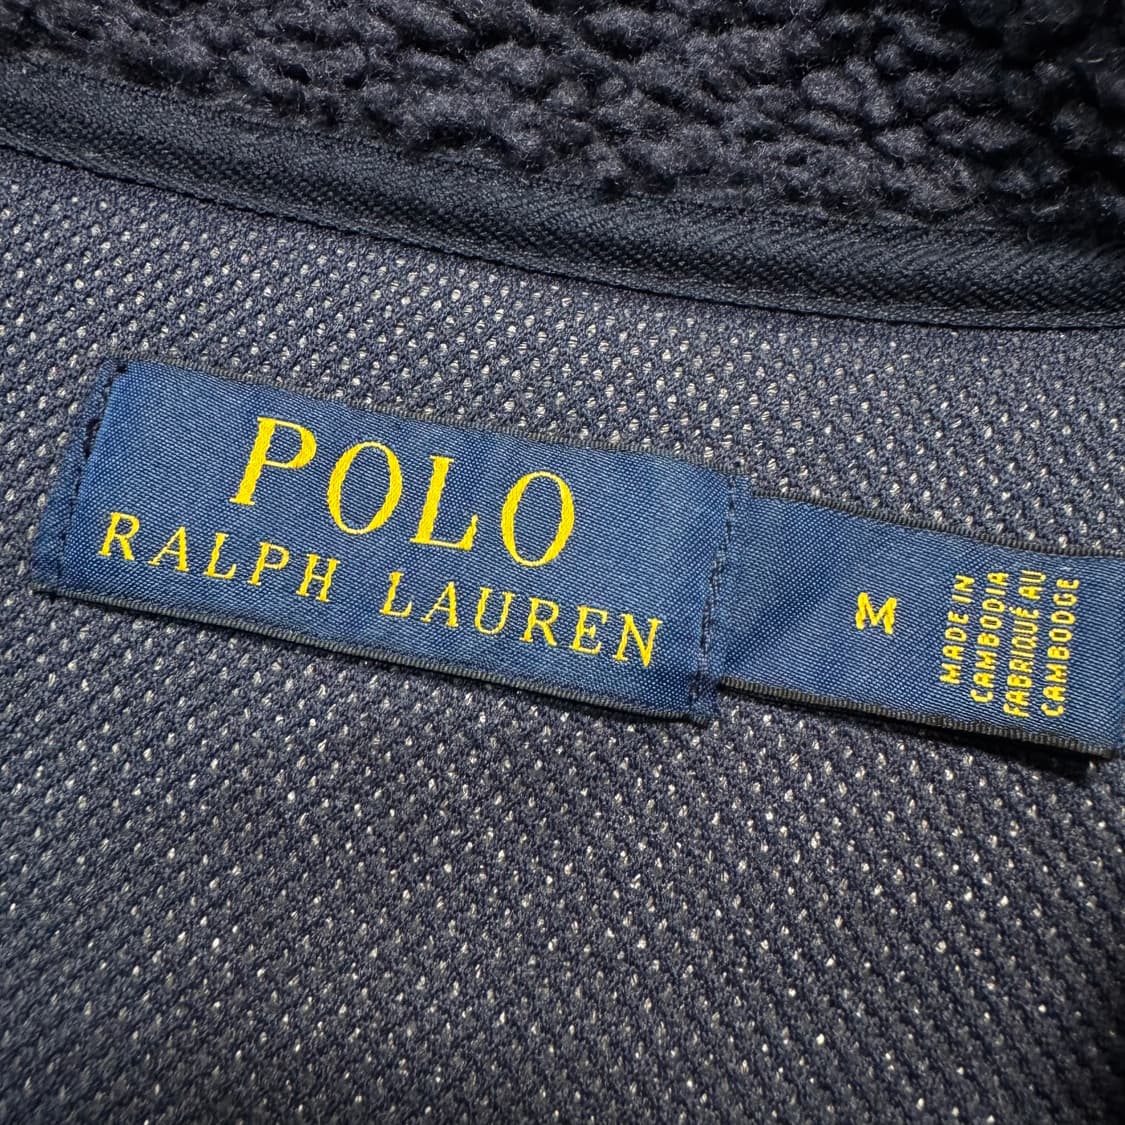 POLO
RALPH LAUREN
M
MADE IN
CAMBODIA
FABRIQUÉ AU
CAMBODGE